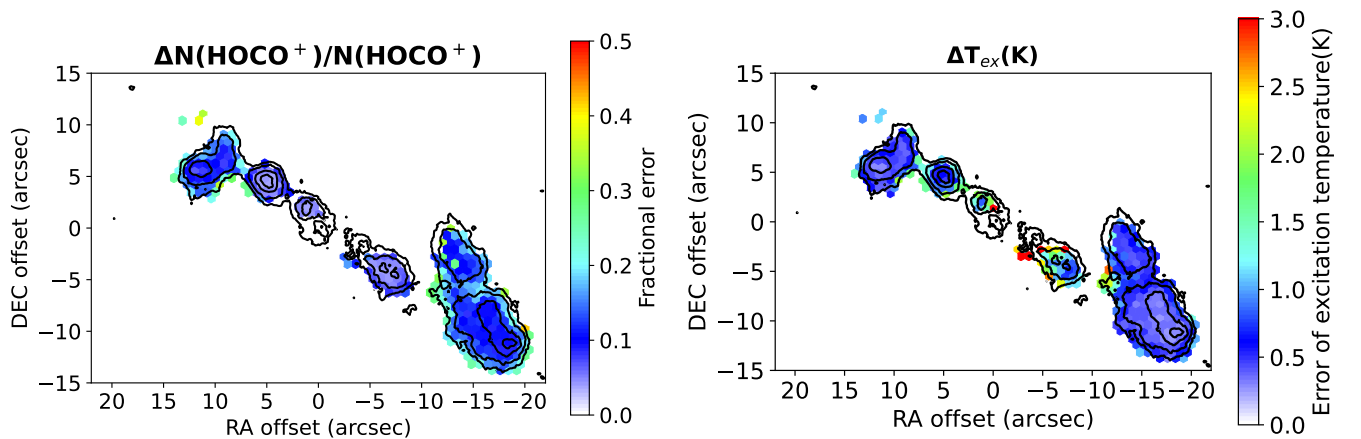 ΔN(HOCO⁺)/N(HOCO⁺)
15
10
5
0
−5
−10
−15
DEC offset (arcsec)
20 15 10 5 0 −5 −10 −15 −20
RA offset (arcsec)
0.5
0.4
0.3
0.2
0.1
0.0
Fractional error
ΔTₑₓ(K)
15
10
5
0
−5
−10
−15
DEC offset (arcsec)
20 15 10 5 0 −5 −10 −15 −20
RA offset (arcsec)
3.0
2.5
2.0
1.5
1.0
0.5
0.0
Error of excitation temperature(K)